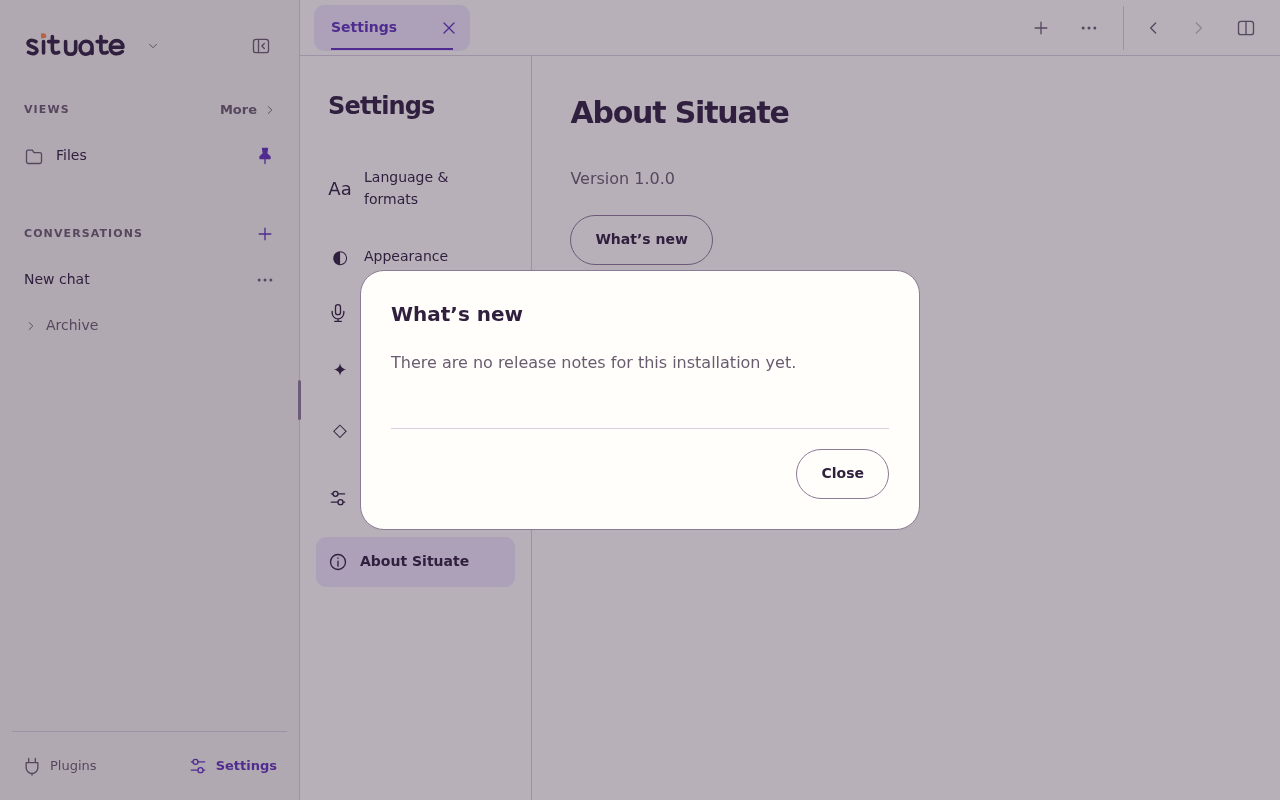 situate
VIEWS
More
Files
CONVERSATIONS
New chat
Archive
Plugins
Settings
Settings
Settings
Aa
Language &
formats
Appearance
About Situate
About Situate
Version 1.0.0
What’s new
What’s new
There are no release notes for this installation yet.
Close